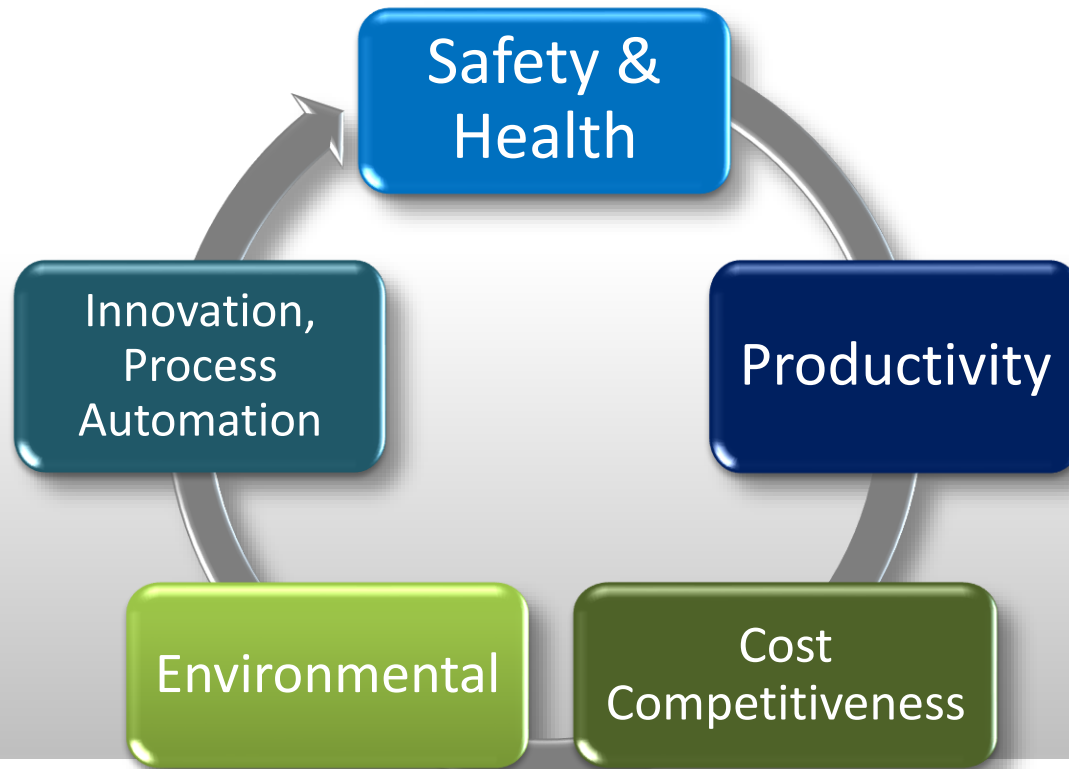 Safety &
Health
Productivity
Cost
Competitiveness
Environmental
Innovation,
Process
Automation